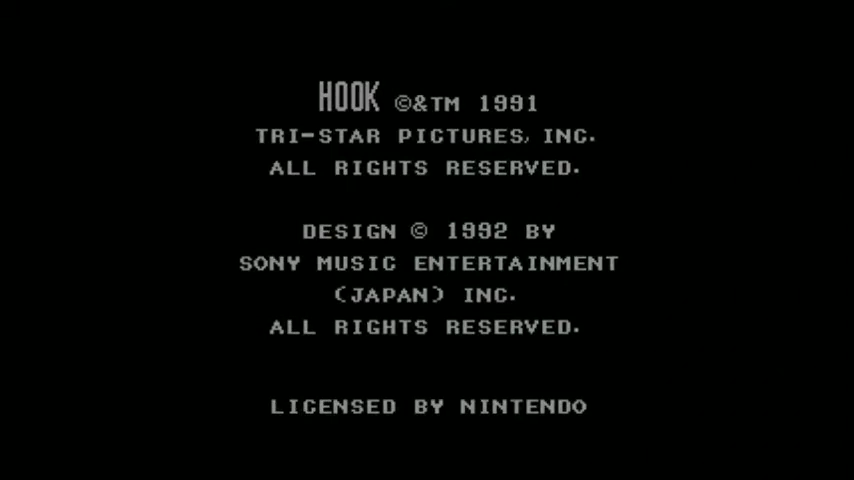 HOOK ©&TM 1991
TRI-STAR PICTURES, INC.
ALL RIGHTS RESERVED.
DESIGN © 1992 BY
SONY MUSIC ENTERTAINMENT
(JAPAN) INC.
ALL RIGHTS RESERVED.
LICENSED BY NINTENDO